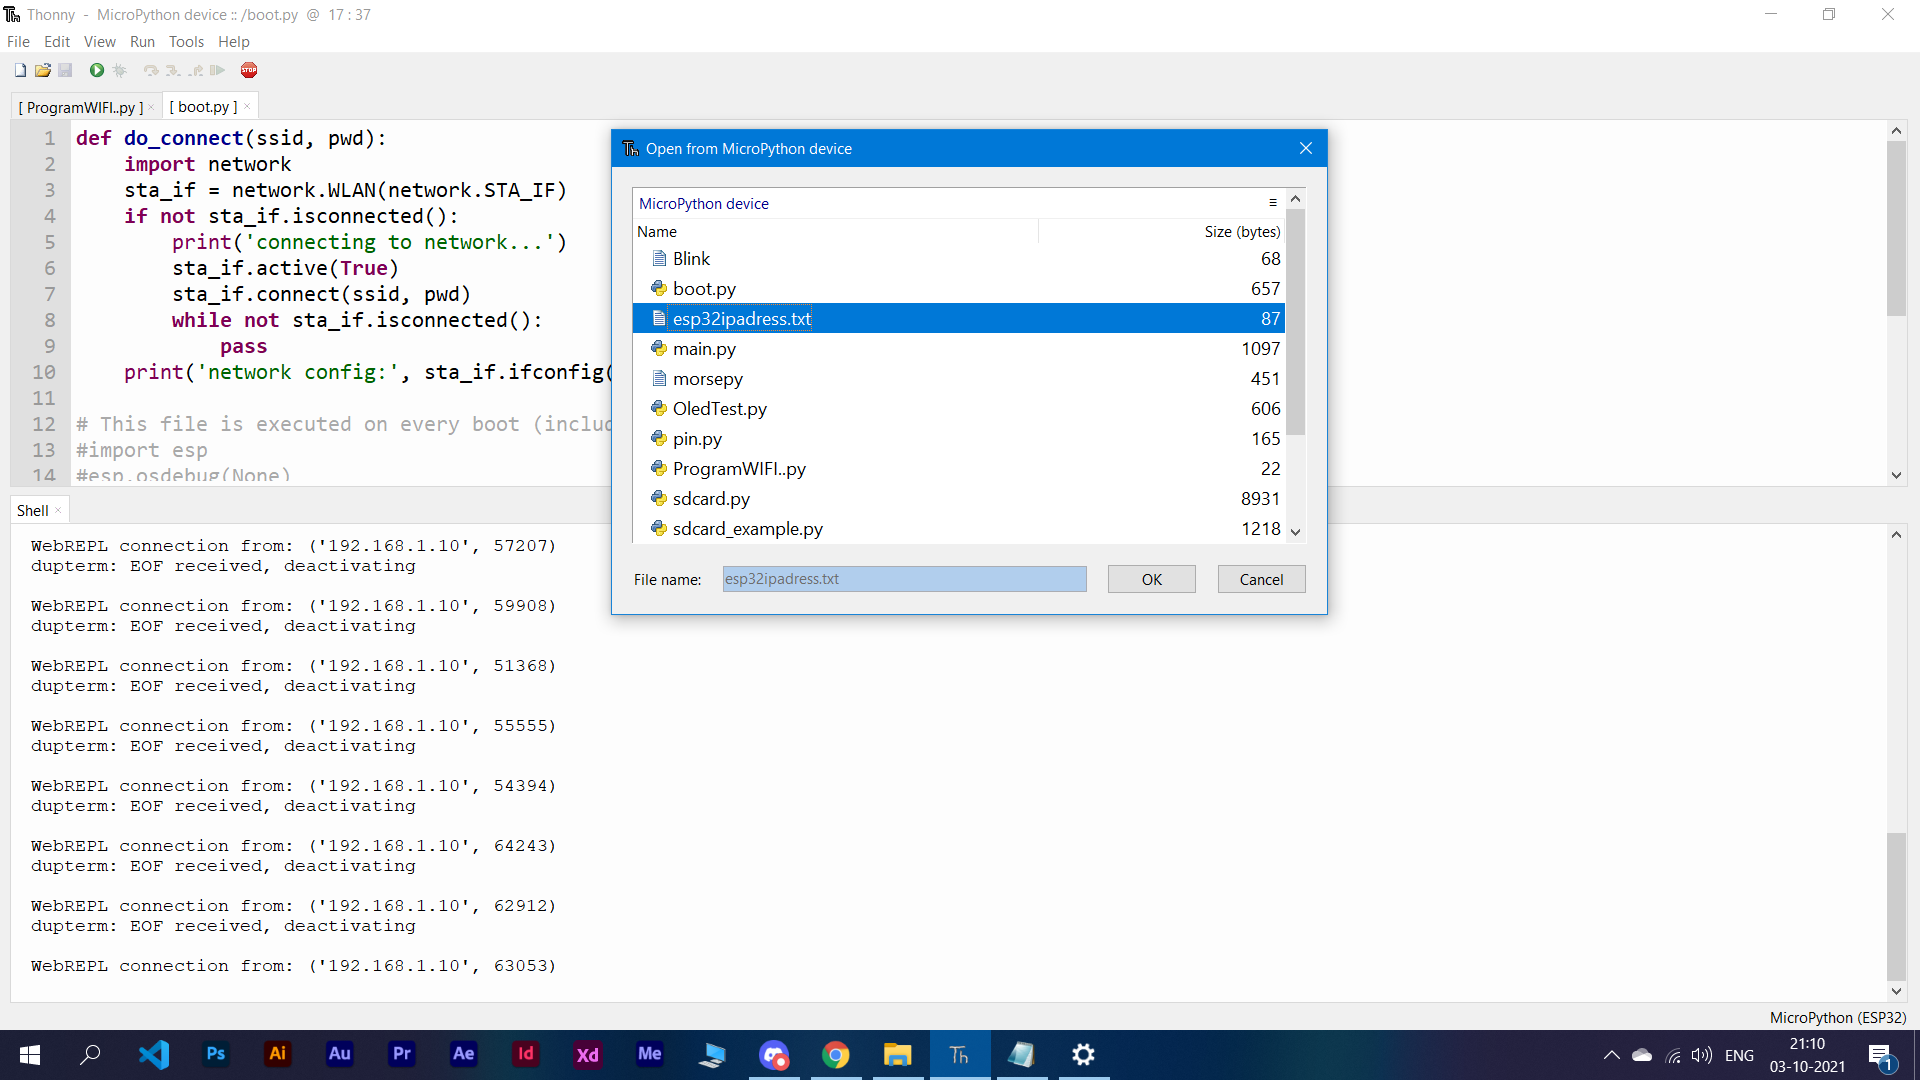 Thonny - MicroPython device :: /boot.py @ 17 : 37
File Edit View Run Tools Help
STOP
[ ProgramWIFI..py ] × [ boot.py ] ×
1 def do_connect(ssid, pwd):
2 import network
3 sta_if = network.WLAN(network.STA_IF)
4 if not sta_if.isconnected():
5 print('connecting to network...')
6 sta_if.active(True)
7 sta_if.connect(ssid, pwd)
8 while not sta_if.isconnected():
9 pass
10 print('network config:', sta_if.ifconfig(
11
12 # This file is executed on every boot (includ
13 #import esp
14 #esp.osdebug(None)
Open from MicroPython device
MicroPython device
Name Size (bytes)
Blink 68
boot.py 657
esp32ipadress.txt 87
main.py 1097
morsepy 451
OledTest.py 606
pin.py 165
ProgramWIFI..py 22
sdcard.py 8931
sdcard_example.py 1218
File name: esp32ipadress.txt OK Cancel
Shell ×
WebREPL connection from: ('192.168.1.10', 57207)
dupterm: EOF received, deactivating
WebREPL connection from: ('192.168.1.10', 59908)
dupterm: EOF received, deactivating
WebREPL connection from: ('192.168.1.10', 51368)
dupterm: EOF received, deactivating
WebREPL connection from: ('192.168.1.10', 55555)
dupterm: EOF received, deactivating
WebREPL connection from: ('192.168.1.10', 54394)
dupterm: EOF received, deactivating
WebREPL connection from: ('192.168.1.10', 64243)
dupterm: EOF received, deactivating
WebREPL connection from: ('192.168.1.10', 62912)
dupterm: EOF received, deactivating
WebREPL connection from: ('192.168.1.10', 63053)
MicroPython (ESP32)
Ps Ai Au Pr Ae Id Xd Me Th ENG
21:10
03-10-2021
1